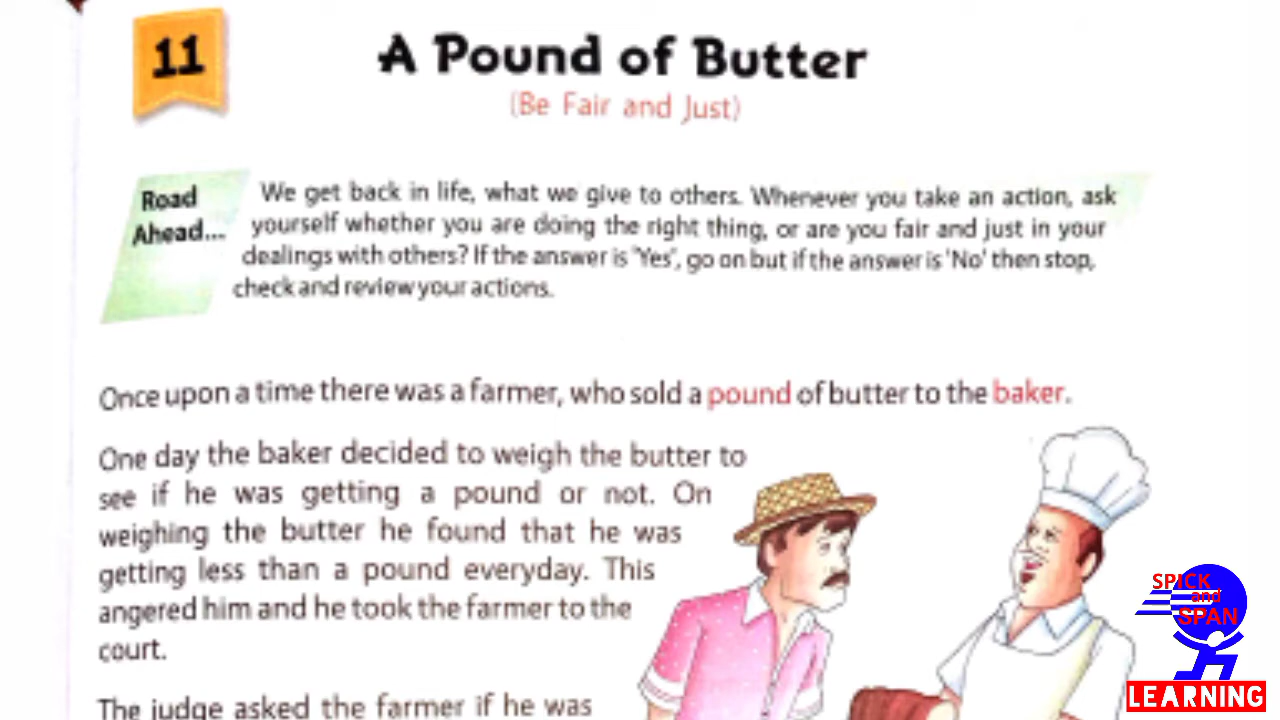 11
A Pound of Butter
(Be Fair and Just)
Road
Ahead...
We get back in life, what we give to others. Whenever you take an action, ask
yourself whether you are doing the right thing, or are you fair and just in your
dealings with others? If the answer is 'Yes', go on but if the answer is 'No' then stop,
check and review your actions.
Once upon a time there was a farmer, who sold a pound of butter to the baker.
One day the baker decided to weigh the butter to
see if he was getting a pound or not. On
weighing the butter he found that he was
getting less than a pound everyday. This
angered him and he took the farmer to the
court.
The judge asked the farmer if he was
SPICK
and
SPAN
LEARNING